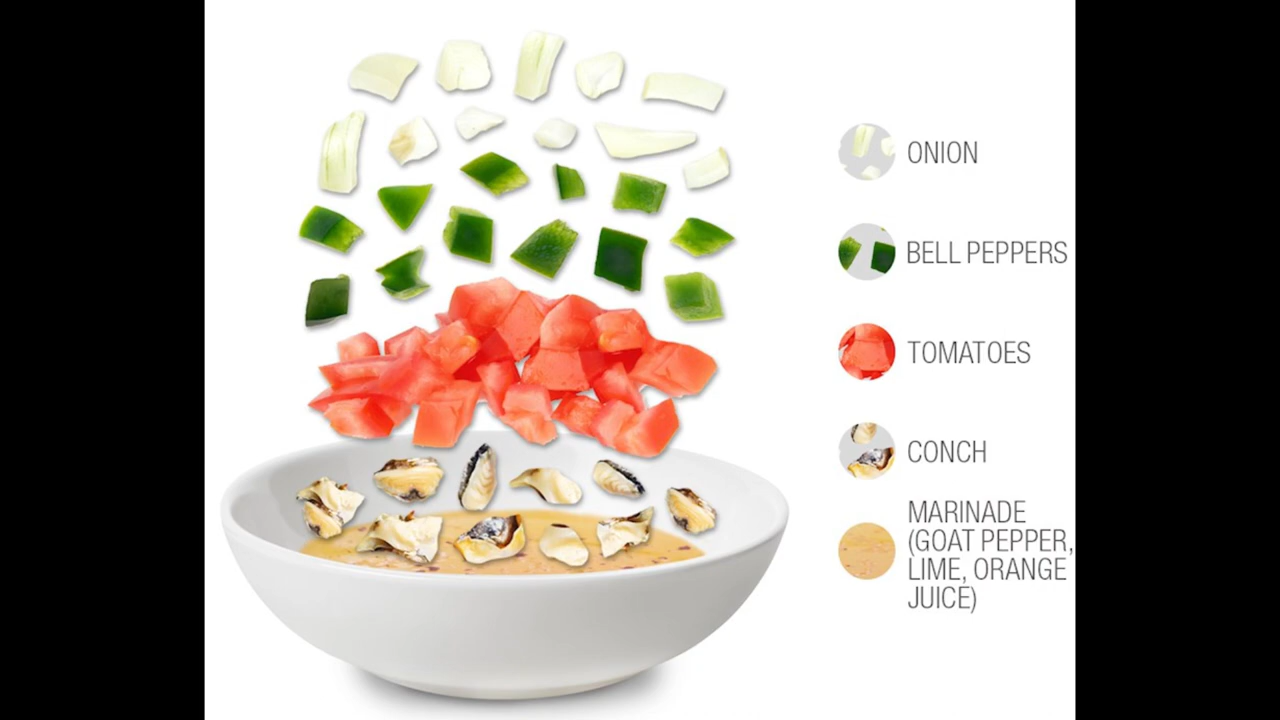 ONION
BELL PEPPERS
TOMATOES
CONCH
MARINADE
(GOAT PEPPER,
LIME, ORANGE
JUICE)